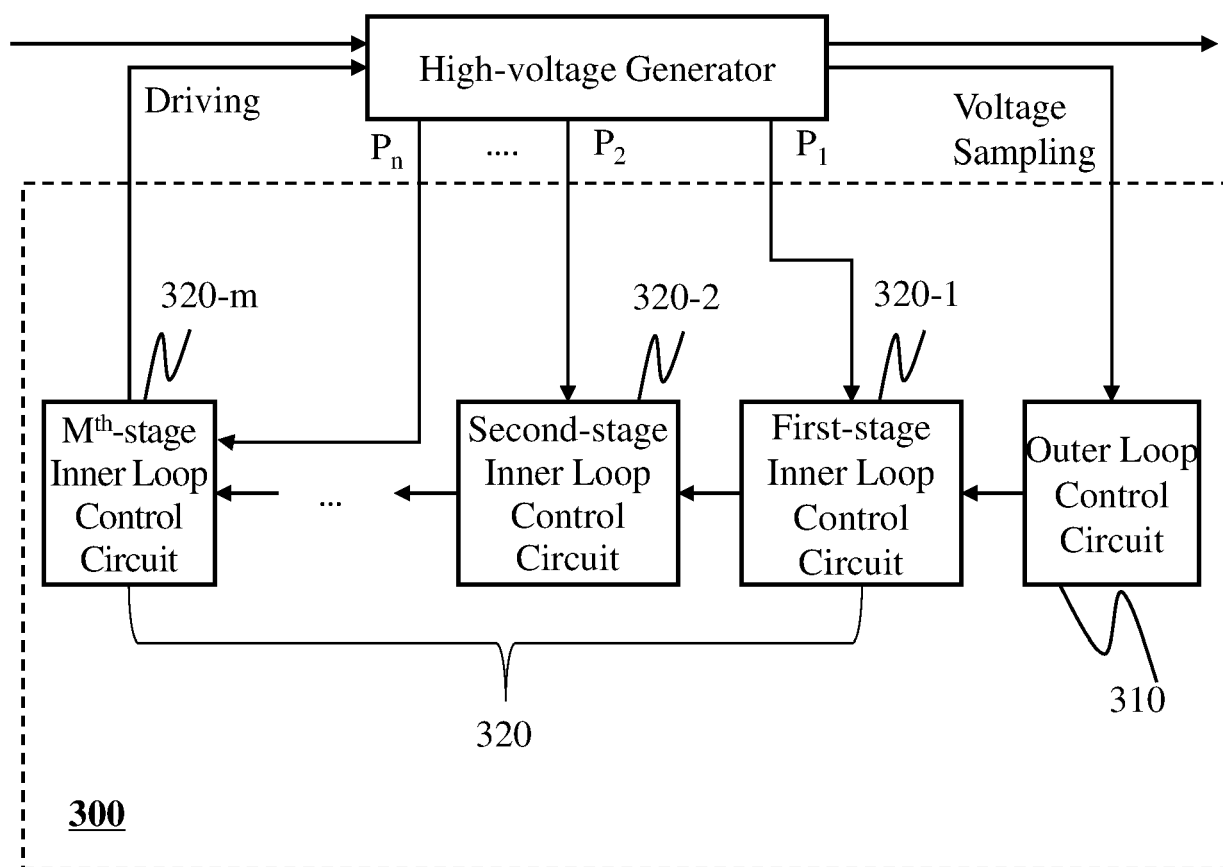 High-voltage Generator
Driving
Pn
....
P2
P1
Voltage
Sampling
320-m
320-2
320-1
Mth-stage
Inner Loop
Control
Circuit
...
Second-stage
Inner Loop
Control
Circuit
First-stage
Inner Loop
Control
Circuit
Outer Loop
Control
Circuit
310
320
300